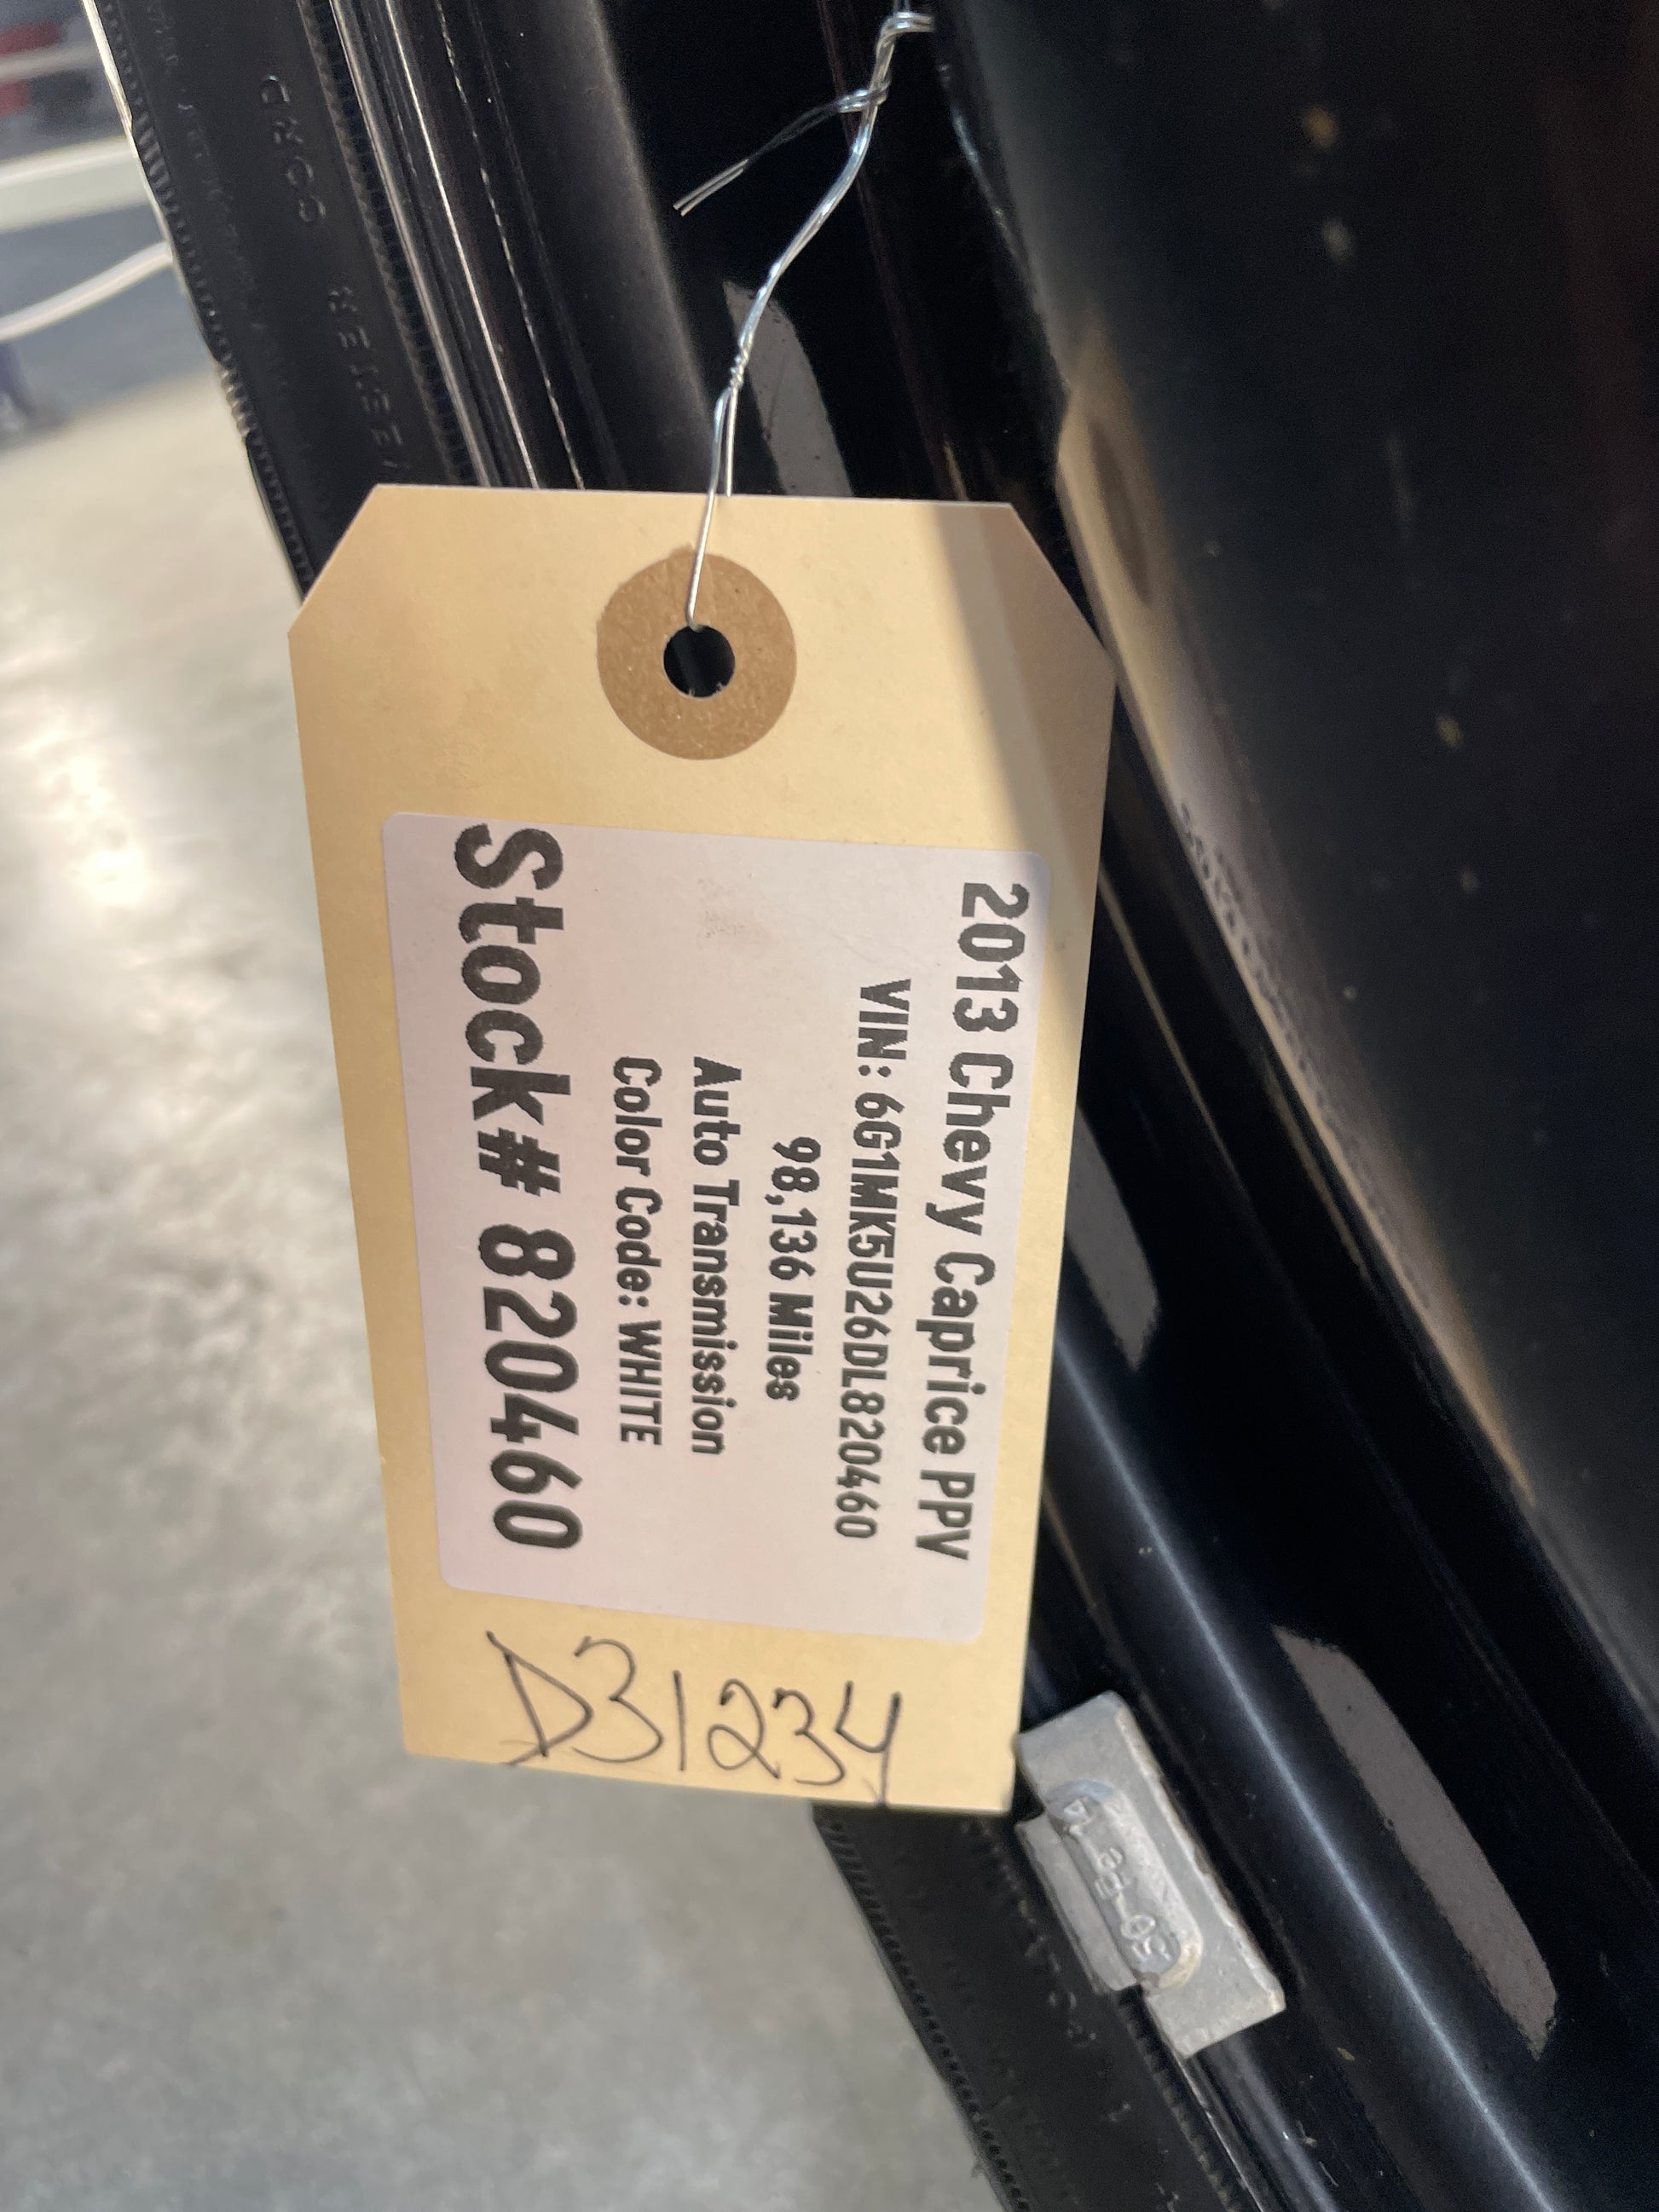 2013 Chevy Caprice PPV
VIN: 6G1MK5U26DL820460
98,136 Miles
Auto Transmission
Color Code: WHITE
Stock# 820460
D31234